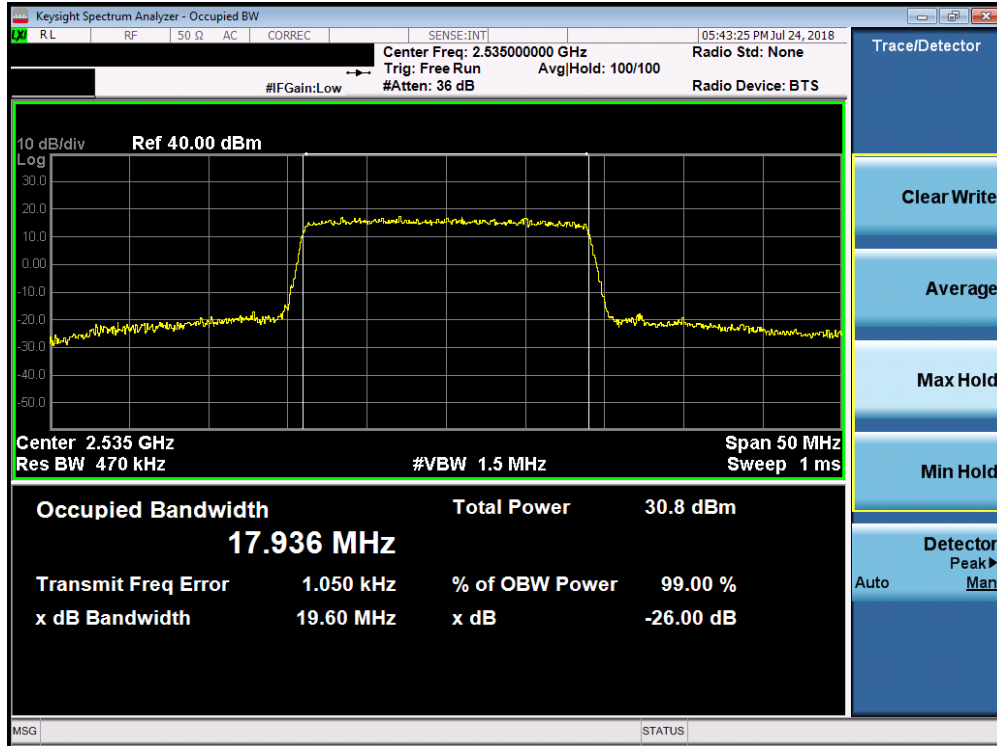 Keysight Spectrum Analyzer - Occupied BW
LXI RL RF 50 Ω AC CORREC SENSE:INT 05:43:25 PM Jul 24, 2018
Center Freq: 2.535000000 GHz Radio Std: None
Trig: Free Run Avg|Hold: 100/100
#IFGain:Low #Atten: 36 dB Radio Device: BTS
10 dB/div Ref 40.00 dBm
Log
30.0
20.0
10.0
0.00
-10.0
-20.0
-30.0
-40.0
-50.0
Center 2.535 GHz Span 50 MHz
Res BW 470 kHz #VBW 1.5 MHz Sweep 1 ms
Occupied Bandwidth Total Power 30.8 dBm
17.936 MHz
Transmit Freq Error 1.050 kHz % of OBW Power 99.00 %
x dB Bandwidth 19.60 MHz x dB -26.00 dB
MSG STATUS
Trace/Detector
Clear Write
Average
Max Hold
Min Hold
Detector
Peak▶
Auto Man